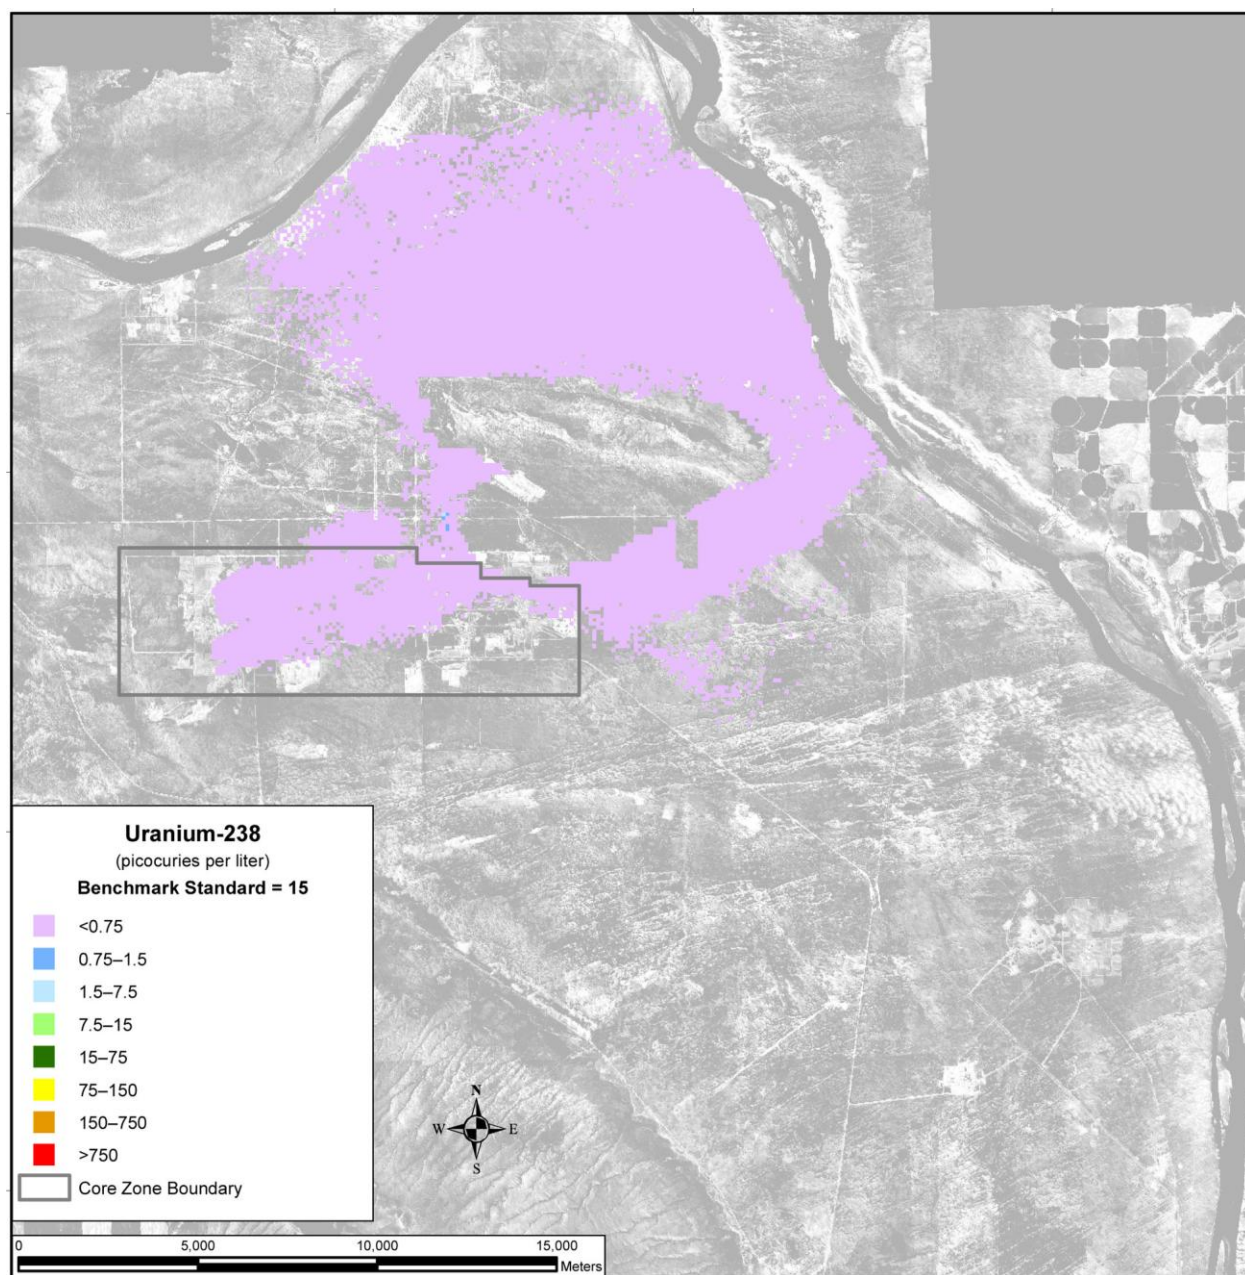 Uranium-238
(picocuries per liter)
Benchmark Standard = 15
<0.75
0.75–1.5
1.5–7.5
7.5–15
15–75
75–150
150–750
>750
Core Zone Boundary
N
W E
S
0 5,000 10,000 15,000
Meters